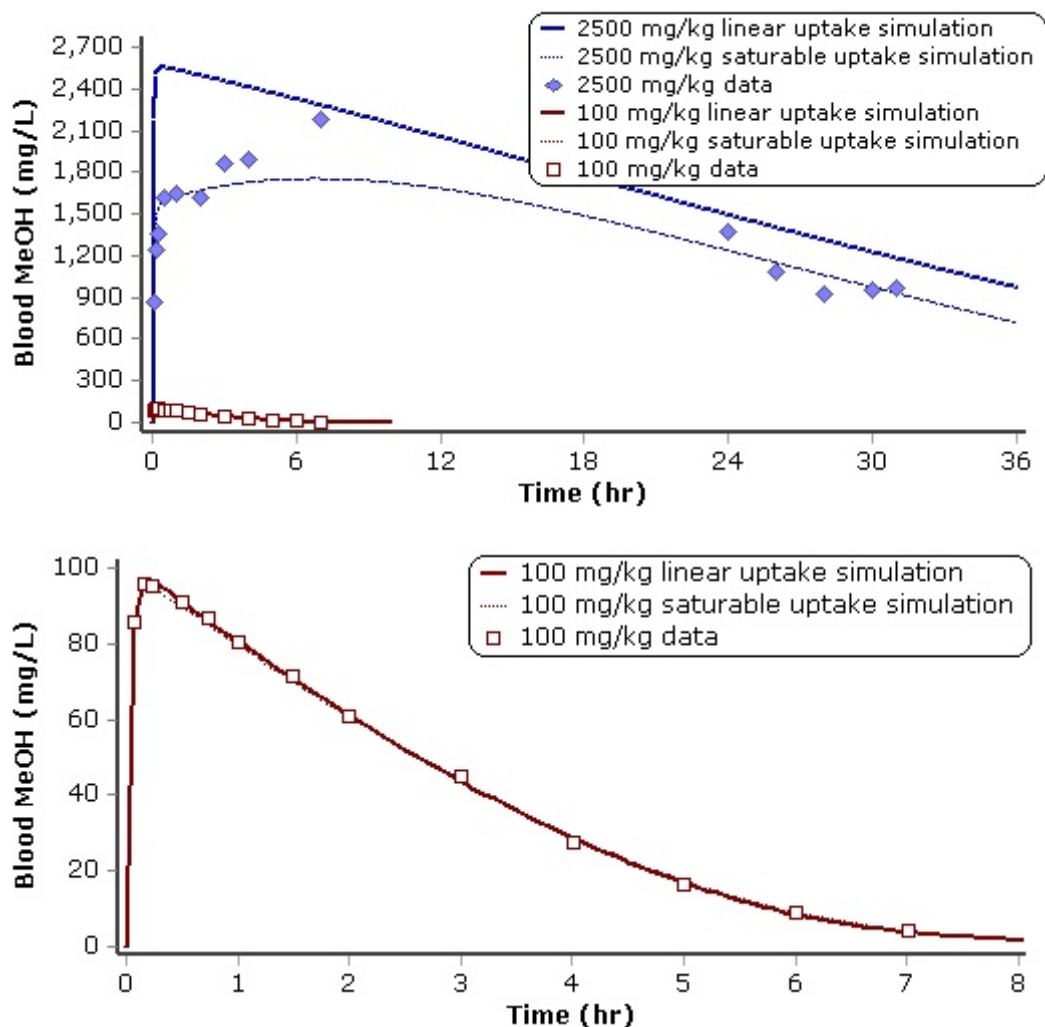 2500 mg/kg linear uptake simulation
2500 mg/kg saturable uptake simulation
2500 mg/kg data
100 mg/kg linear uptake simulation
100 mg/kg saturable uptake simulation
100 mg/kg data
Blood MeOH (mg/L)
2,700
2,400
2,100
1,800
1,500
1,200
900
600
300
0
0 6 12 18 24 30 36
Time (hr)
100 mg/kg linear uptake simulation
100 mg/kg saturable uptake simulation
100 mg/kg data
Blood MeOH (mg/L)
100
80
60
40
20
0
0 1 2 3 4 5 6 7 8
Time (hr)